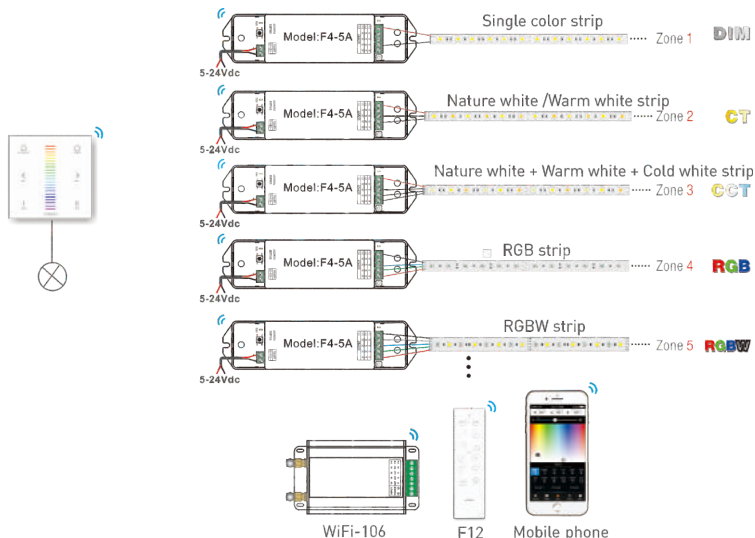 Single color strip
Model:F4-5A
Zone 1
DIM
5-24Vdc
Nature white /Warm white strip
Model:F4-5A
Zone 2
CT
5-24Vdc
Nature white + Warm white + Cold white strip
Model:F4-5A
Zone 3
CCT
5-24Vdc
RGB strip
Model:F4-5A
Zone 4
RGB
5-24Vdc
RGBW strip
Model:F4-5A
Zone 5
RGBW
5-24Vdc
WiFi-106
F12
Mobile phone